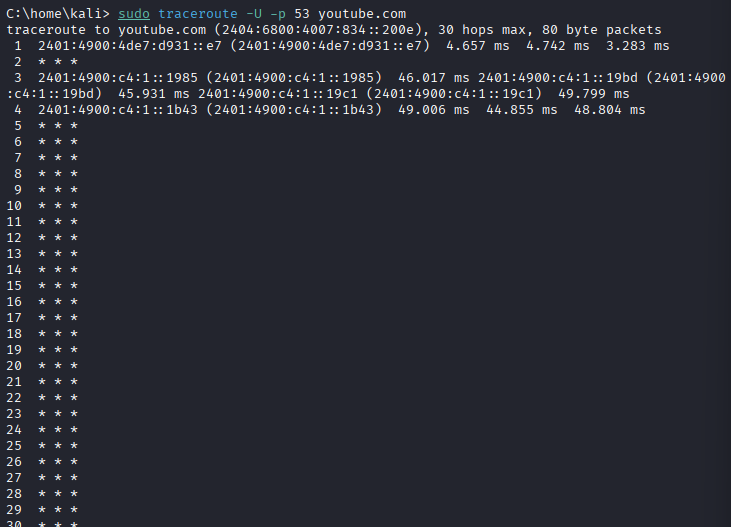 C:\home\kali> sudo traceroute -U -p 53 youtube.com
traceroute to youtube.com (2404:6800:4007:834::200e), 30 hops max, 80 byte packets
 1  2401:4900:4de7:d931::e7 (2401:4900:4de7:d931::e7)  4.657 ms  4.742 ms  3.283 ms
 2  * * *
 3  2401:4900:c4:1::1985 (2401:4900:c4:1::1985)  46.017 ms 2401:4900:c4:1::19bd (2401:4900
:c4:1::19bd)  45.931 ms 2401:4900:c4:1::19c1 (2401:4900:c4:1::19c1)  49.799 ms
 4  2401:4900:c4:1::1b43 (2401:4900:c4:1::1b43)  49.006 ms  44.855 ms  48.804 ms
 5  * * *
 6  * * *
 7  * * *
 8  * * *
 9  * * *
10  * * *
11  * * *
12  * * *
13  * * *
14  * * *
15  * * *
16  * * *
17  * * *
18  * * *
19  * * *
20  * * *
21  * * *
22  * * *
23  * * *
24  * * *
25  * * *
26  * * *
27  * * *
28  * * *
29  * * *
30  * * *